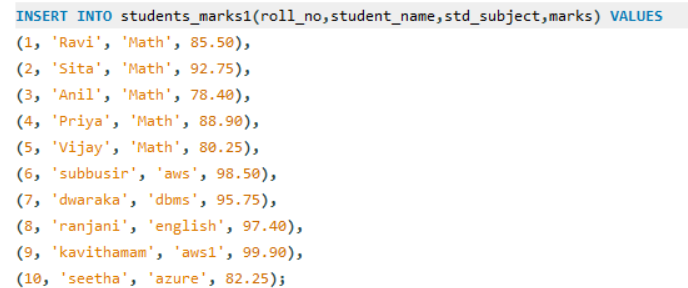 INSERT INTO students_marks1(roll_no,student_name,std_subject,marks) VALUES
(1, 'Ravi', 'Math', 85.50),
(2, 'Sita', 'Math', 92.75),
(3, 'Anil', 'Math', 78.40),
(4, 'Priya', 'Math', 88.90),
(5, 'Vijay', 'Math', 80.25),
(6, 'subbusir', 'aws', 98.50),
(7, 'dwaraka', 'dbms', 95.75),
(8, 'ranjani', 'english', 97.40),
(9, 'kavithamam', 'aws1', 99.90),
(10, 'seetha', 'azure', 82.25);